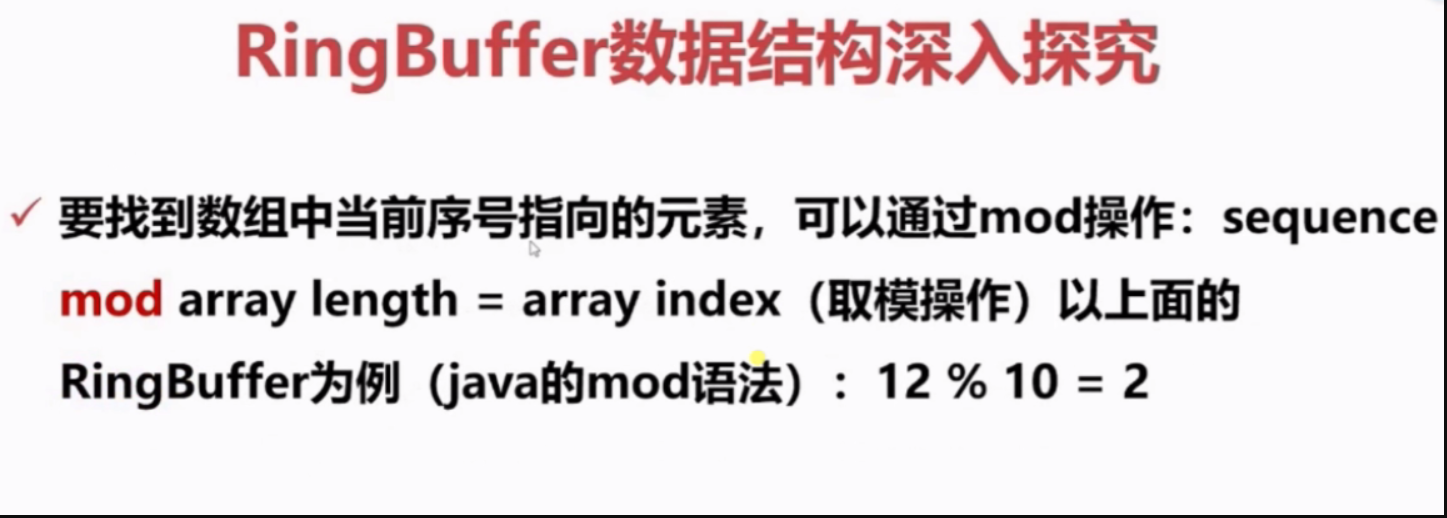 RingBuffer数据结构深入探究
✓ 要找到数组中当前序号指向的元素，可以通过mod操作：sequence
mod array length = array index（取模操作）以上面的
RingBuffer为例（java的mod语法）：12 % 10 = 2